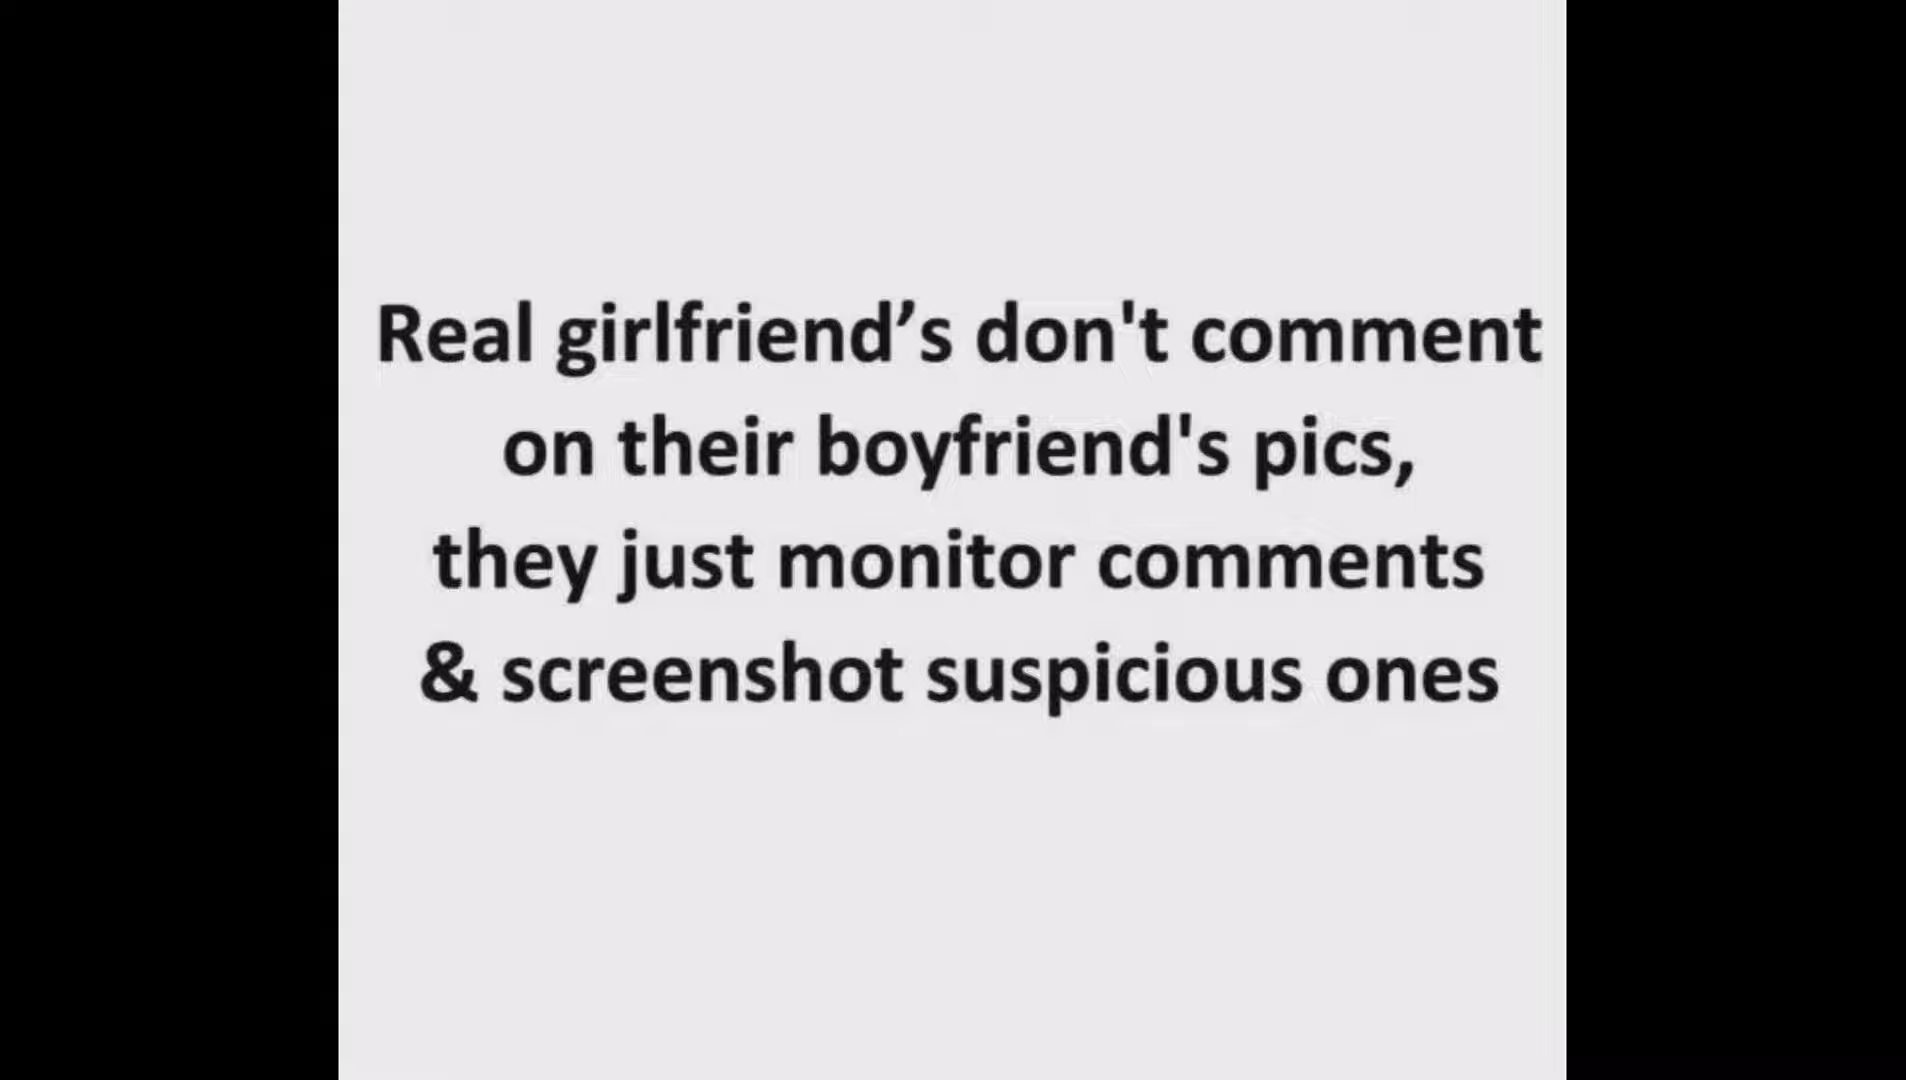 Real girlfriend’s don't comment
on their boyfriend's pics,
they just monitor comments
& screenshot suspicious ones